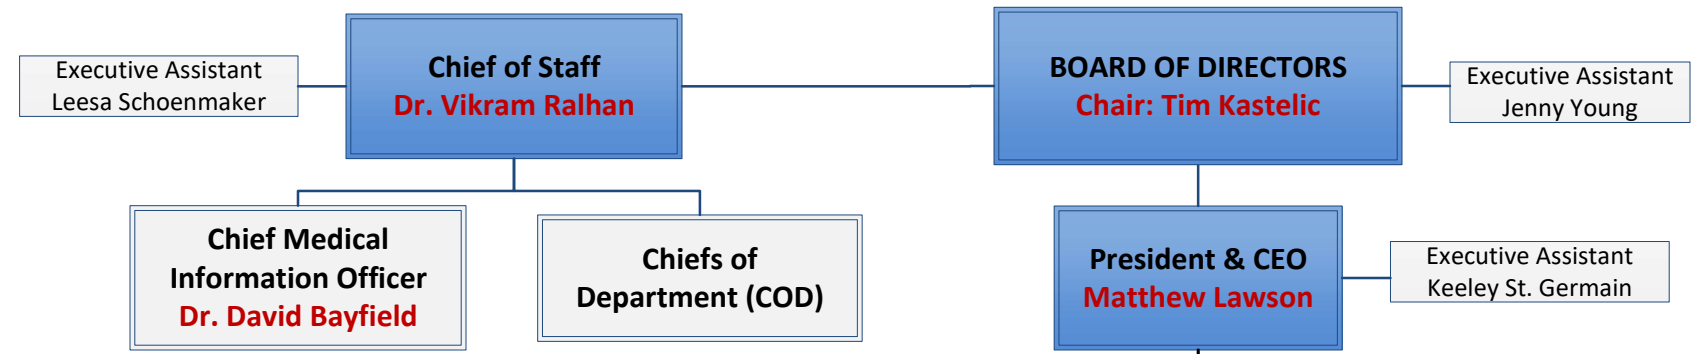 Executive Assistant
Leesa Schoenmaker
Chief of Staff
Dr. Vikram Ralhan
BOARD OF DIRECTORS
Chair: Tim Kastelic
Executive Assistant
Jenny Young
Chief Medical
Information Officer
Dr. David Bayfield
Chiefs of
Department (COD)
President & CEO
Matthew Lawson
Executive Assistant
Keeley St. Germain